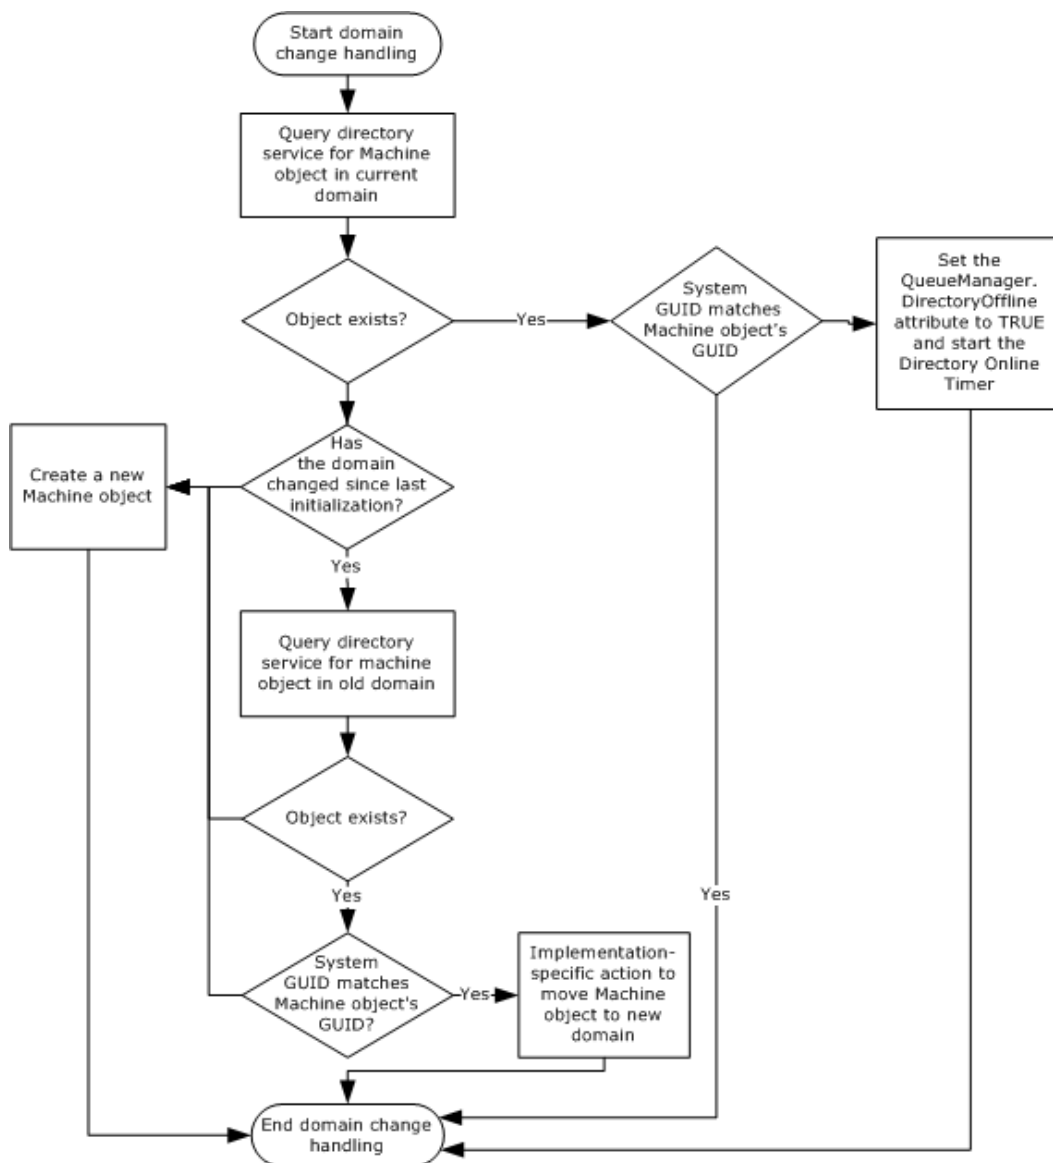 Start domain
change handling
Query directory
service for Machine
object in current
domain
Object exists?
Yes
System
GUID matches
Machine object's
GUID
Set the
QueueManager.
DirectoryOffline
attribute to TRUE
and start the
Directory Online
Timer
Has
the domain
changed since last
initialization?
Create a new
Machine object
Yes
Query directory
service for machine
object in old domain
Object exists?
Yes
Yes
System
GUID matches
Machine object's
GUID?
Yes
Implementation-
specific action to
move Machine
object to new
domain
End domain change
handling